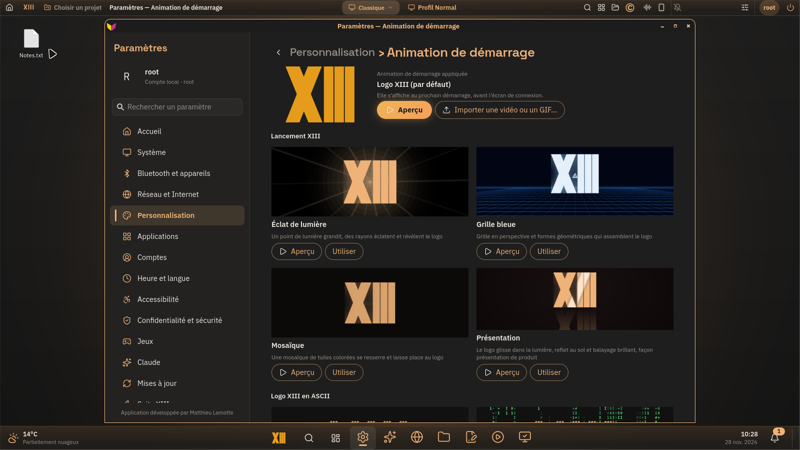 XIII
Choisir un projet
Paramètres — Animation de démarrage
Classique
Profil Normal
root
Notes.txt
Paramètres — Animation de démarrage
Paramètres
R
root
Compte local · root
Rechercher un paramètre
Accueil
Système
Bluetooth et appareils
Réseau et Internet
Personnalisation
Applications
Comptes
Heure et langue
Accessibilité
Confidentialité et sécurité
Jeux
Claude
Mises à jour
Application développée par Matthieu Lamotte
Personnalisation > Animation de démarrage
XIII
Animation de démarrage appliquée
Logo XIII (par défaut)
Elle s'affiche au prochain démarrage, avant l'écran de connexion.
Aperçu
Importer une vidéo ou un GIF…
Lancement XIII
XIII
Éclat de lumière
Un point de lumière grandit, des rayons éclatent et révèlent le logo
Aperçu
Utiliser
XIII
Grille bleue
Grille en perspective et formes géométriques qui assemblent le logo
Aperçu
Utiliser
XIII
Mosaïque
Une mosaïque de tuiles colorées se resserre et laisse place au logo
Aperçu
Utiliser
XIII
Présentation
Le logo glisse dans la lumière, reflet au sol et balayage brillant, façon
présentation de produit
Aperçu
Utiliser
Logo XIII en ASCII
14°C
Partiellement nuageux
XIII
10:28
28 nov. 2026
1